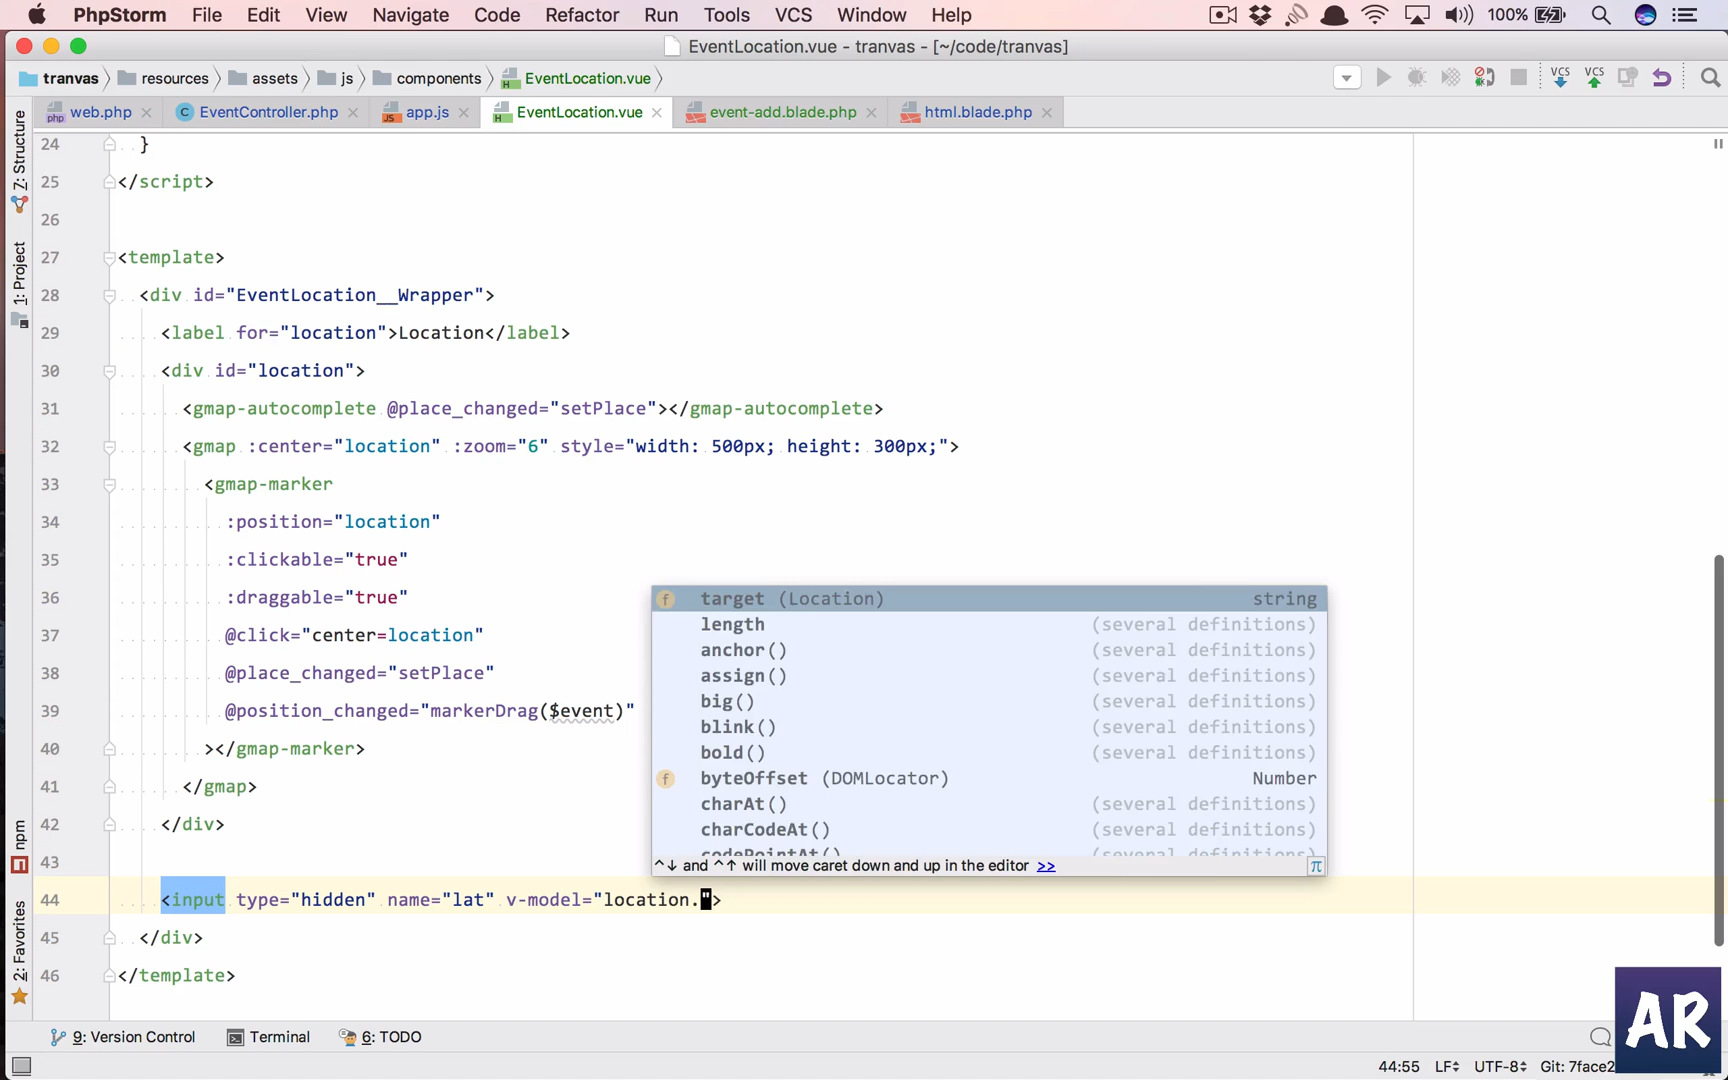 PhpStorm File Edit View Navigate Code Refactor Run Tools VCS Window Help 100%
EventLocation.vue - tranvas - [~/code/tranvas]
tranvas resources assets js components EventLocation.vue VCS VCS
web.php EventController.php app.js EventLocation.vue event-add.blade.php html.blade.php
7: Structure
1: Project
npm
2: Favorites
24 }
25 </script>
26
27 <template>
28 <div id="EventLocation__Wrapper">
29 <label for="location">Location</label>
30 <div id="location">
31 <gmap-autocomplete @place_changed="setPlace"></gmap-autocomplete>
32 <gmap :center="location" :zoom="6" style="width: 500px; height: 300px;">
33 <gmap-marker
34 :position="location"
35 :clickable="true"
36 :draggable="true"
37 @click="center=location"
38 @place_changed="setPlace"
39 @position_changed="markerDrag($event)"
40 ></gmap-marker>
41 </gmap>
42 </div>
43
44 <input type="hidden" name="lat" v-model="location.">
45 </div>
46 </template>
f target (Location) string
length (several definitions)
anchor() (several definitions)
assign() (several definitions)
big() (several definitions)
blink() (several definitions)
bold() (several definitions)
f byteOffset (DOMLocator) Number
charAt() (several definitions)
charCodeAt() (several definitions)
codePointAt() (several definitions)
^↓ and ^↑ will move caret down and up in the editor >> π
9: Version Control Terminal 6: TODO
44:55 LF÷ UTF-8÷ Git: 7face2
AR